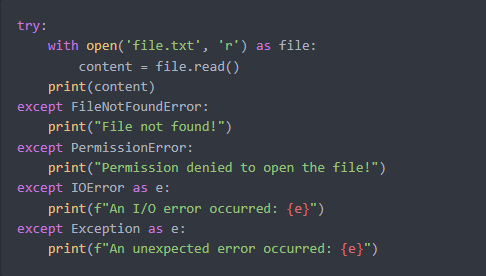 try:
    with open('file.txt', 'r') as file:
        content = file.read()
    print(content)
except FileNotFoundError:
    print("File not found!")
except PermissionError:
    print("Permission denied to open the file!")
except IOError as e:
    print(f"An I/O error occurred: {e}")
except Exception as e:
    print(f"An unexpected error occurred: {e}")